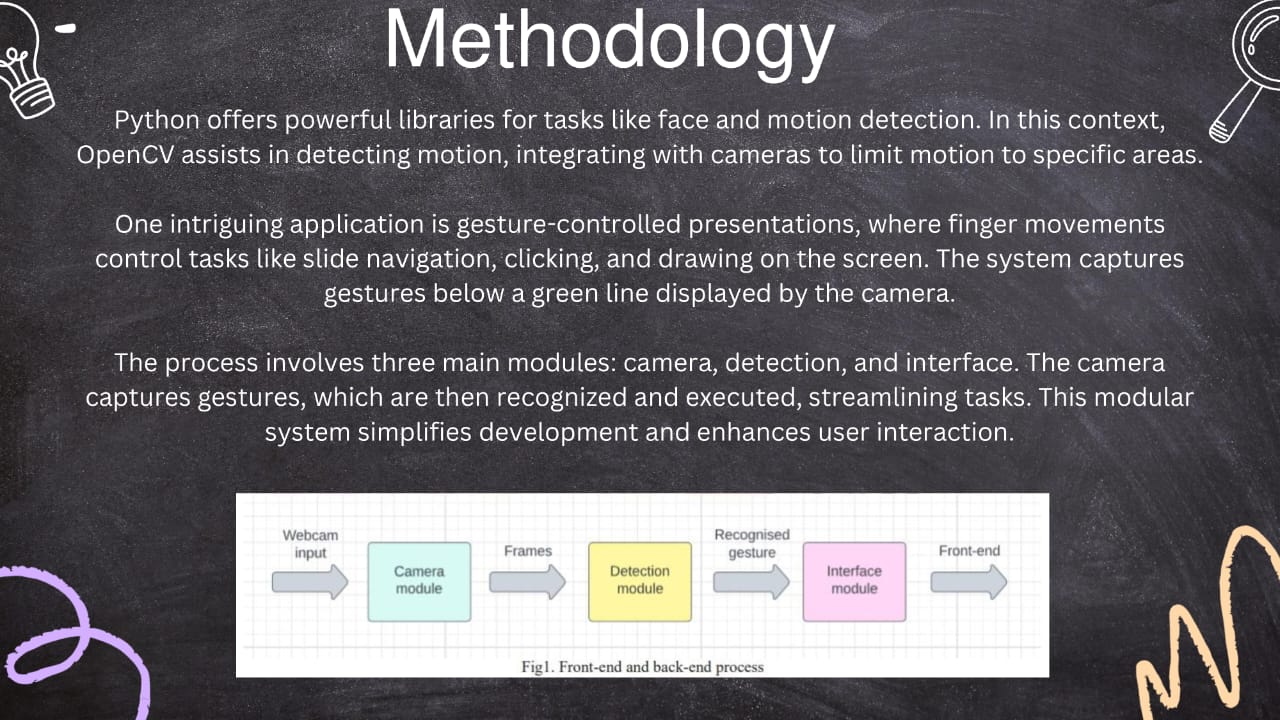 Methodology
Python offers powerful libraries for tasks like face and motion detection. In this context,
OpenCV assists in detecting motion, integrating with cameras to limit motion to specific areas.
One intriguing application is gesture-controlled presentations, where finger movements
control tasks like slide navigation, clicking, and drawing on the screen. The system captures
gestures below a green line displayed by the camera.
The process involves three main modules: camera, detection, and interface. The camera
captures gestures, which are then recognized and executed, streamlining tasks. This modular
system simplifies development and enhances user interaction.
Webcam
input
Camera
module
Frames
Detection
module
Recognised
gesture
Interface
module
Front-end
Fig1. Front-end and back-end process